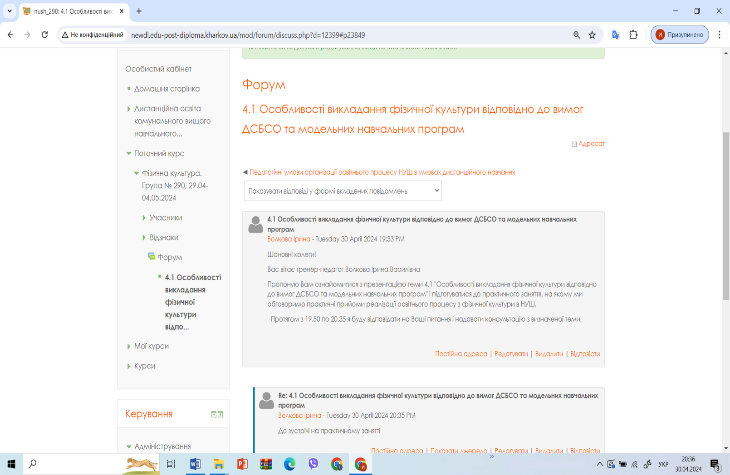 nush_290: 4.1 Особливості вик
Не конфіденційний
newdl.edu-post-diploma.kharkov.ua/mod/forum/discuss.php?d=12399#p23849
Призупинено
Особистий кабінет
Домашня сторінка
Дистанційна освіта
комунального вищого
навчального...
Поточний курс
Фізична культура.
Група № 290, 29.04-
04.05.2024
Учасники
Відзнаки
Форум
4.1 Особливості
викладання
фізичної
культури
відпо...
Мої курси
Курси
Керування
Адміністрування
Форум
4.1 Особливості викладання фізичної культури відповідно до вимог
ДСБСО та модельних навчальних програм
Адресат
◀ Педагогічні умови організації освітнього процесу НУШ в умовах дистанційного навчання
Показувати відповіді у формі вкладених повідомлень
4.1 Особливості викладання фізичної культури відповідно до вимог ДСБСО та модельних навчальних
програм
Волкова Ірина - Tuesday 30 April 2024 19:33 PM
Шановні колеги!
Вас вітає тренер-педагог Волкова Ірина Василівна
Пропоную Вам ознайомитися з презентацією теми 4.1 "Особливості викладання фізичної культури відповідно
до вимог ДСБСО та модельних навчальних програм" і підготуватися до практичного заняття, на якому ми
обговоримо практичні прийоми реалізації освітнього процесу з фізичної культури в НУШ.
Протягом з 19.50 по 20.35 я буду відповідати на Ваші питання і надавати консультацію з визначеної теми.
Постійна адреса | Редагувати | Видалити | Відповісти
Re: 4.1 Особливості викладання фізичної культури відповідно до вимог ДСБСО та модельних навчальних
програм
Волкова Ірина - Tuesday 30 April 2024 20:35 PM
До зустрічі на практичному занятті
Постійна адреса | Показати джерело | Редагувати | Видалити | Відповісти
УКР
20:36
30.04.2024